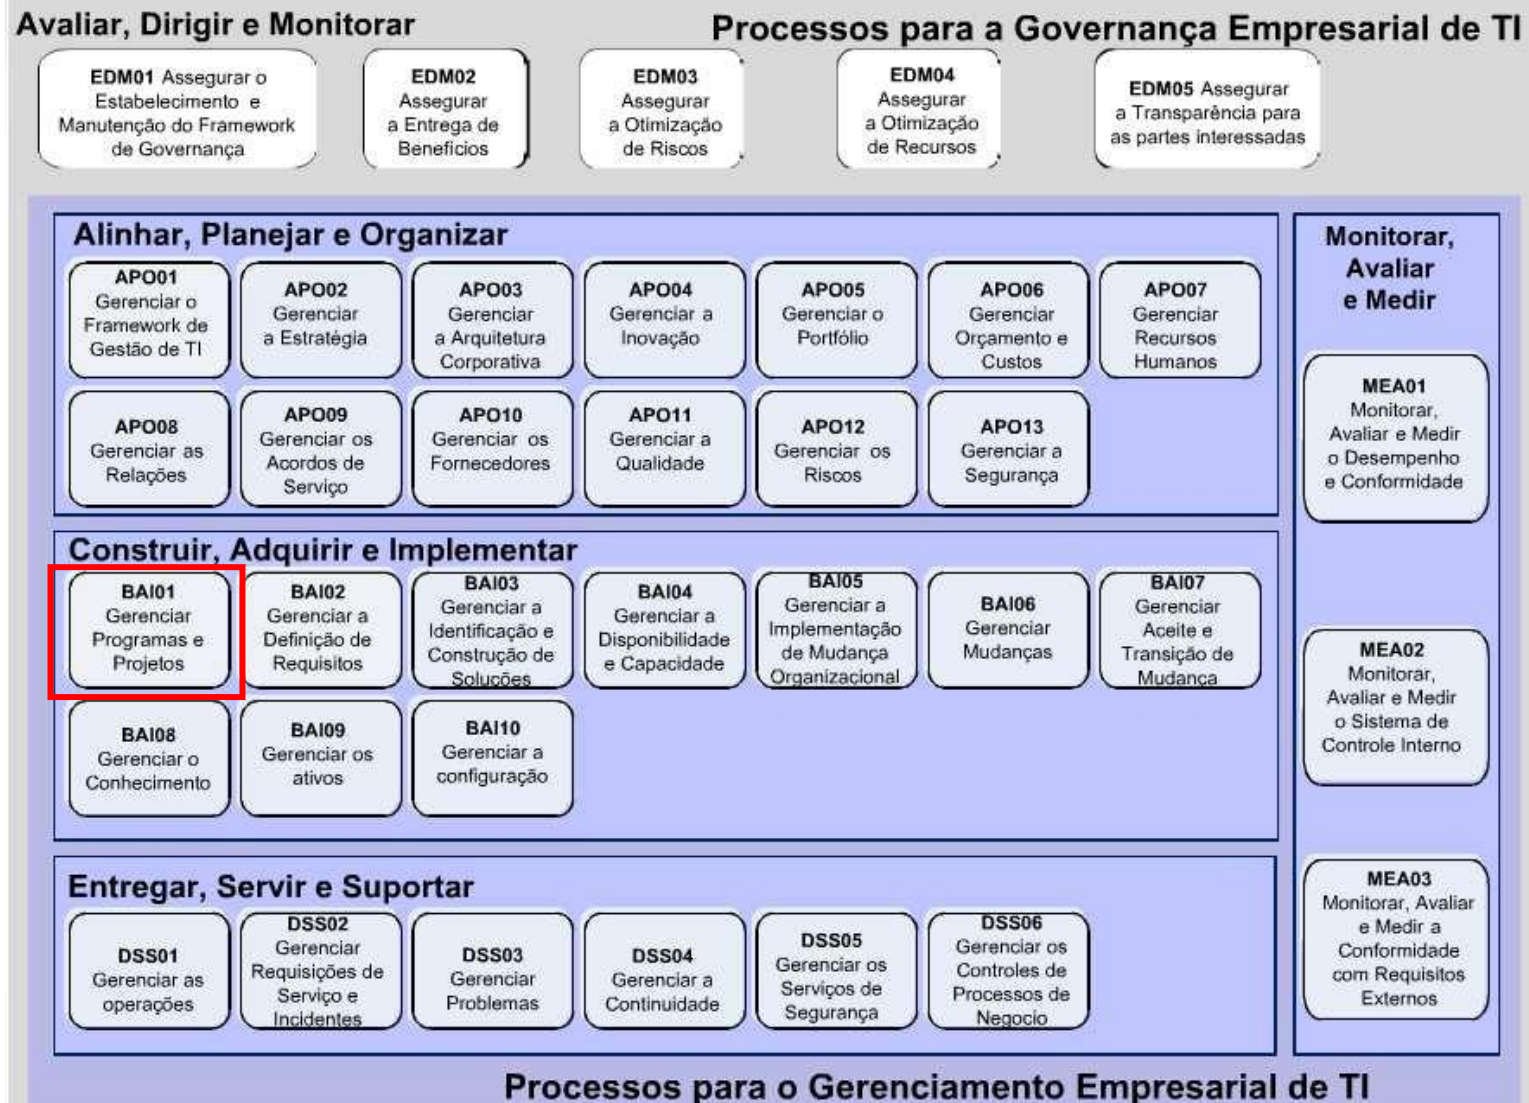 Avaliar, Dirigir e Monitorar
Processos para a Governança Empresarial de TI
EDM01 Assegurar o
Estabelecimento e
Manutenção do Framework
de Governança
EDM02
Assegurar
a Entrega de
Beneficios
EDM03
Assegurar
a Otimização
de Riscos
EDM04
Assegurar
a Otimização
de Recursos
EDM05 Assegurar
a Transparência para
as partes interessadas
Alinhar, Planejar e Organizar
APO01
Gerenciar o
Framework de
Gestão de TI
APO02
Gerenciar
a Estratégia
APO03
Gerenciar
a Arquitetura
Corporativa
APO04
Gerenciar a
Inovação
APO05
Gerenciar o
Portfólio
APO06
Gerenciar
Orçamento e
Custos
APO07
Gerenciar
Recursos
Humanos
APO08
Gerenciar as
Relações
APO09
Gerenciar os
Acordos de
Serviço
APO10
Gerenciar os
Fornecedores
APO11
Gerenciar a
Qualidade
APO12
Gerenciar os
Riscos
APO13
Gerenciar a
Segurança
Construir, Adquirir e Implementar
BAI01
Gerenciar
Programas e
Projetos
BAI02
Gerenciar a
Definição de
Requisitos
BAI03
Gerenciar a
Identificação e
Construção de
Soluções
BAI04
Gerenciar a
Disponibilidade
e Capacidade
BAI05
Gerenciar a
Implementação
de Mudança
Organizacional
BAI06
Gerenciar
Mudanças
BAI07
Gerenciar
Aceite e
Transição de
Mudança
BAI08
Gerenciar o
Conhecimento
BAI09
Gerenciar os
ativos
BAI10
Gerenciar a
configuração
Entregar, Servir e Suportar
DSS01
Gerenciar as
operações
DSS02
Gerenciar
Requisições de
Serviço e
Incidentes
DSS03
Gerenciar
Problemas
DSS04
Gerenciar a
Continuidade
DSS05
Gerenciar os
Serviços de
Segurança
DSS06
Gerenciar os
Controles de
Processos de
Negocio
Monitorar,
Avaliar
e Medir
MEA01
Monitorar,
Avaliar e Medir
o Desempenho
e Conformidade
MEA02
Monitorar,
Avaliar e Medir
o Sistema de
Controle Interno
MEA03
Monitorar, Avaliar
e Medir a
Conformidade
com Requisitos
Externos
Processos para o Gerenciamento Empresarial de TI